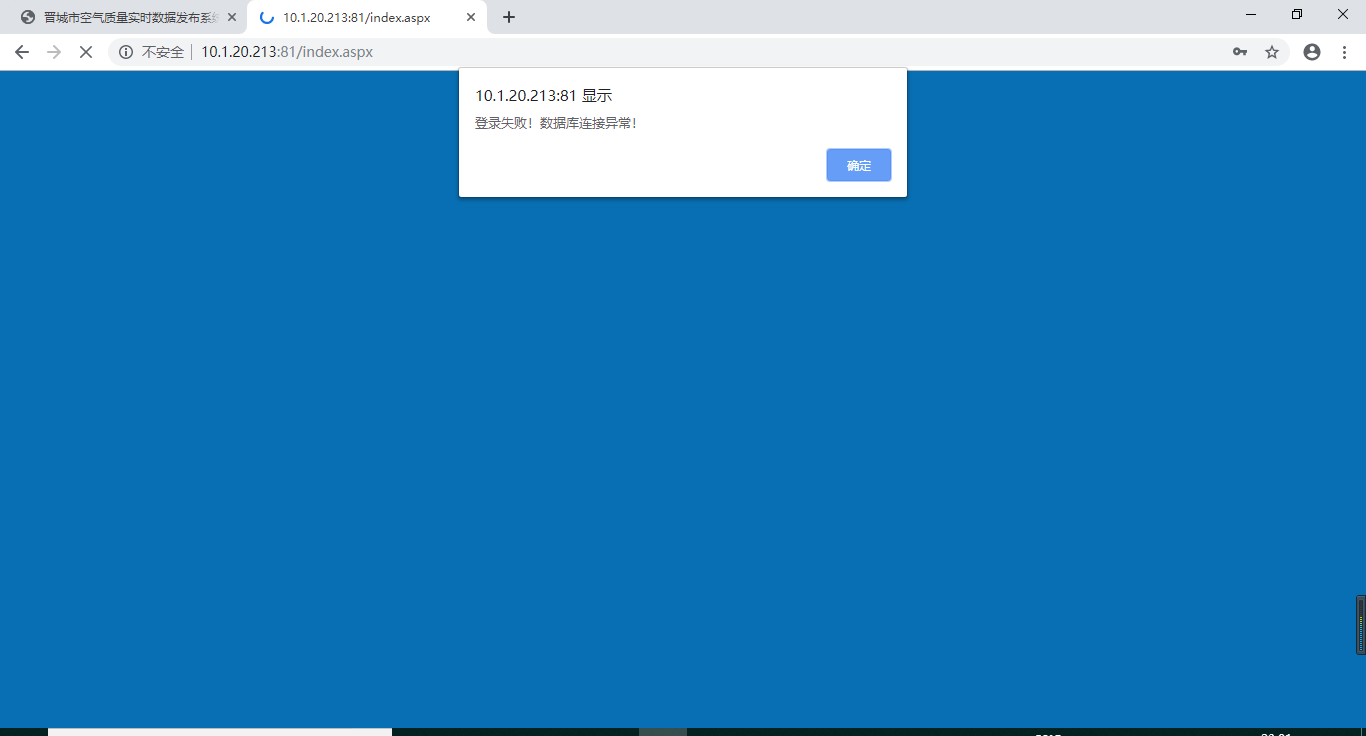 晋城市空气质量实时数据发布系统
10.1.20.213:81/index.aspx
不安全
10.1.20.213:81/index.aspx
10.1.20.213:81 显示
登录失败！数据库连接异常！
确定